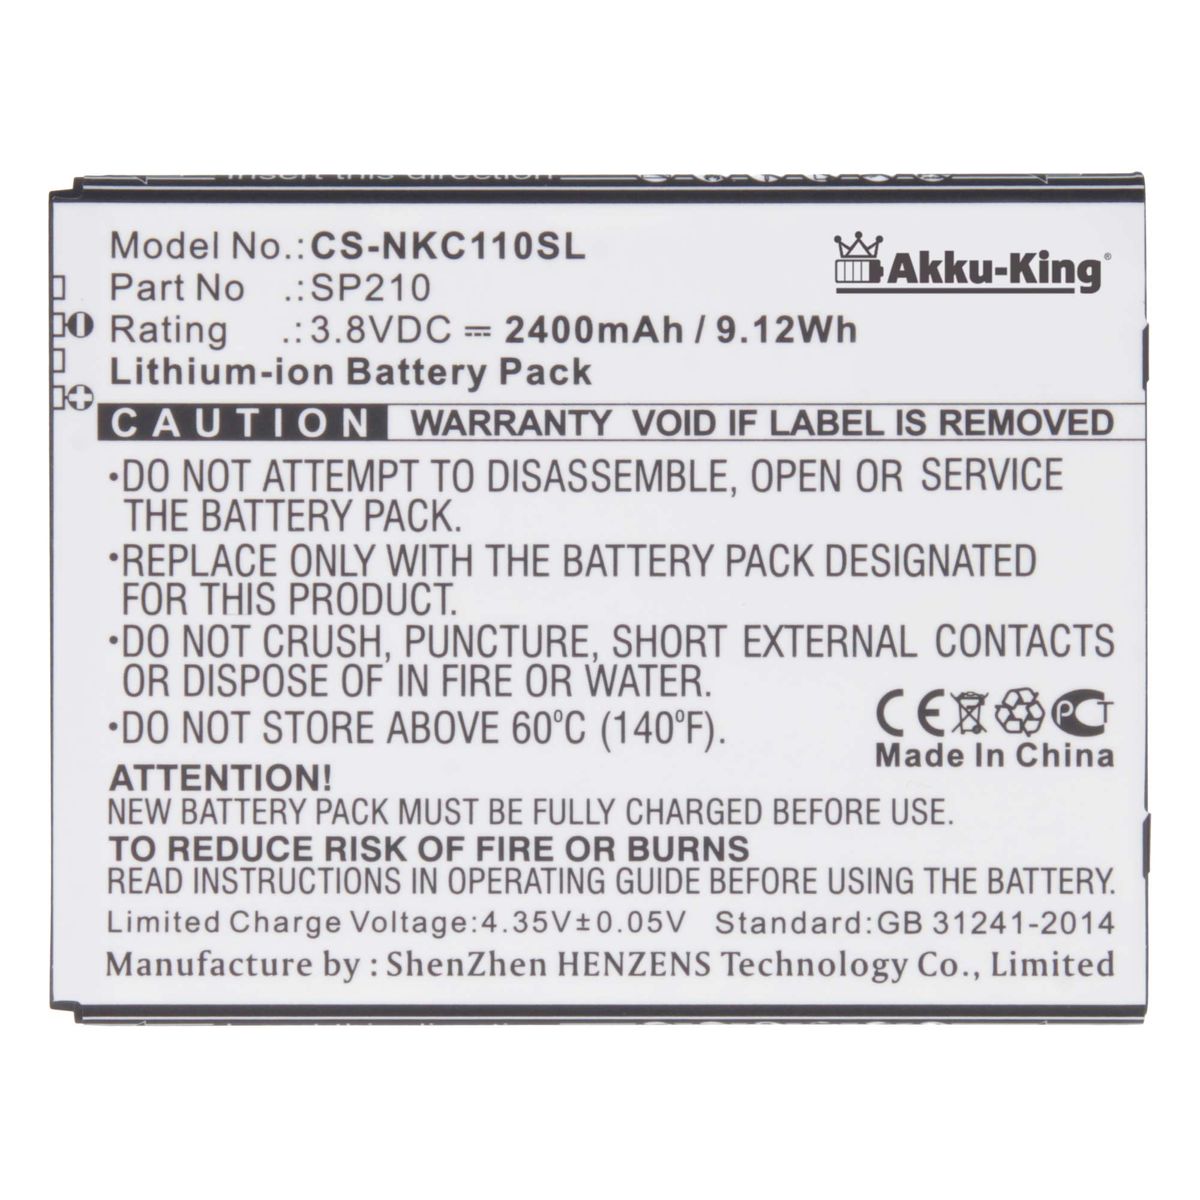 Insert this direction
Model No.:CS-NKC110SL
Akku-King®
Part No .:SP210
Rating .:3.8VDC ⎓ 2400mAh / 9.12Wh
Lithium-ion Battery Pack
CAUTION WARRANTY VOID IF LABEL IS REMOVED
•DO NOT ATTEMPT TO DISASSEMBLE, OPEN OR SERVICE
THE BATTERY PACK.
•REPLACE ONLY WITH THE BATTERY PACK DESIGNATED
FOR THIS PRODUCT.
•DO NOT CRUSH, PUNCTURE, SHORT EXTERNAL CONTACTS
OR DISPOSE OF IN FIRE OR WATER.
•DO NOT STORE ABOVE 60°C (140°F).
CE PCT
Made In China
ATTENTION!
NEW BATTERY PACK MUST BE FULLY CHARGED BEFORE USE.
TO REDUCE RISK OF FIRE OR BURNS
READ INSTRUCTIONS IN OPERATING GUIDE BEFORE USING THE BATTERY.
Limited Charge Voltage:4.35V±0.05V Standard:GB 31241-2014
Manufacture by : ShenZhen HENZENS Technology Co., Limited